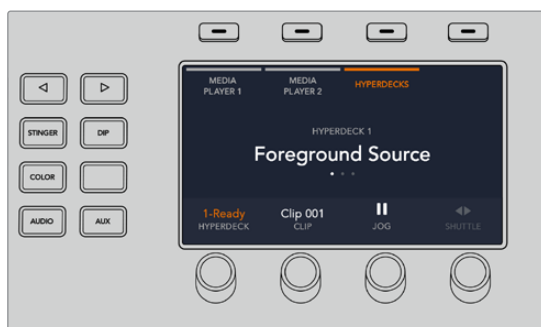 MEDIA
PLAYER 1
MEDIA
PLAYER 2
HYPERDECKS
HYPERDECK 1
Foreground Source
1-Ready
HYPERDECK
Clip 001
CLIP
JOG
SHUTTLE
STINGER
DIP
COLOR
AUDIO
AUX